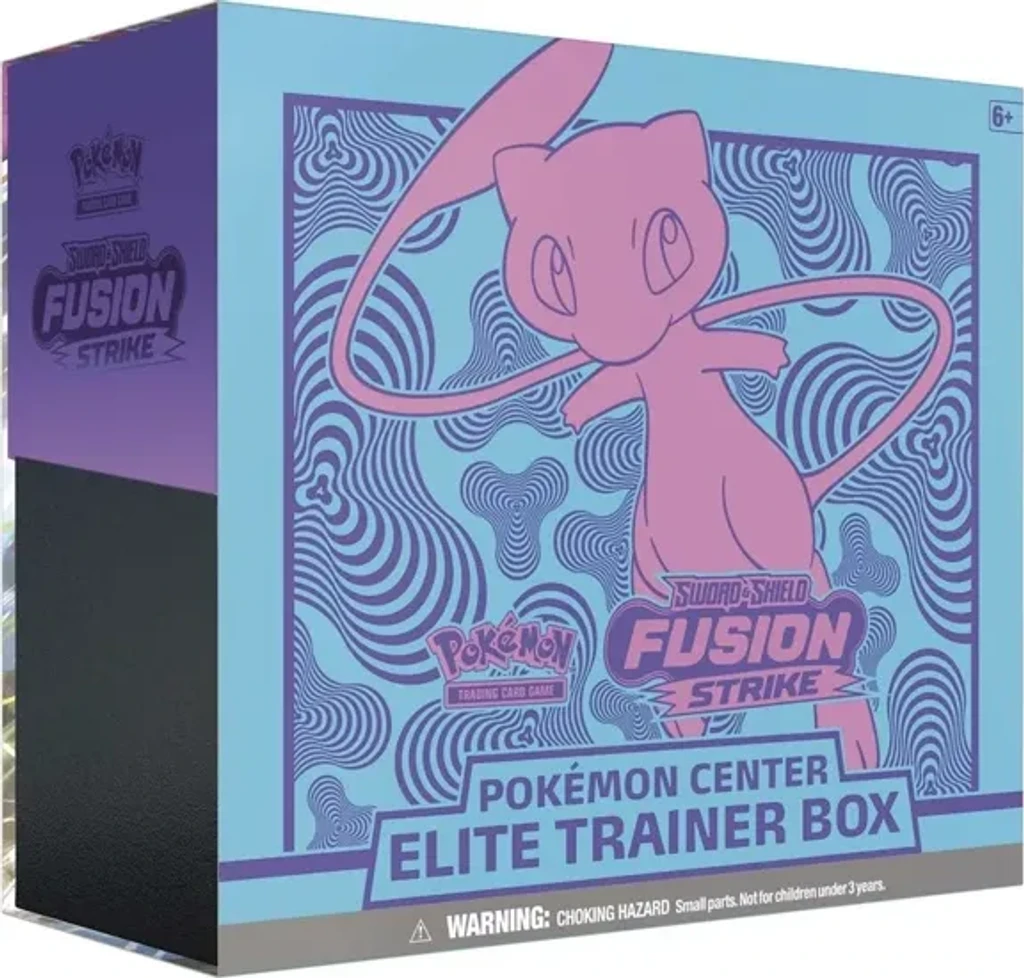 Pokémon
TRADING CARD GAME
SWORD & SHIELD
FUSION
STRIKE
6+
Pokémon
TRADING CARD GAME
SWORD & SHIELD
FUSION
STRIKE
POKÉMON CENTER
ELITE TRAINER BOX
WARNING: CHOKING HAZARD Small parts. Not for children under 3 years.